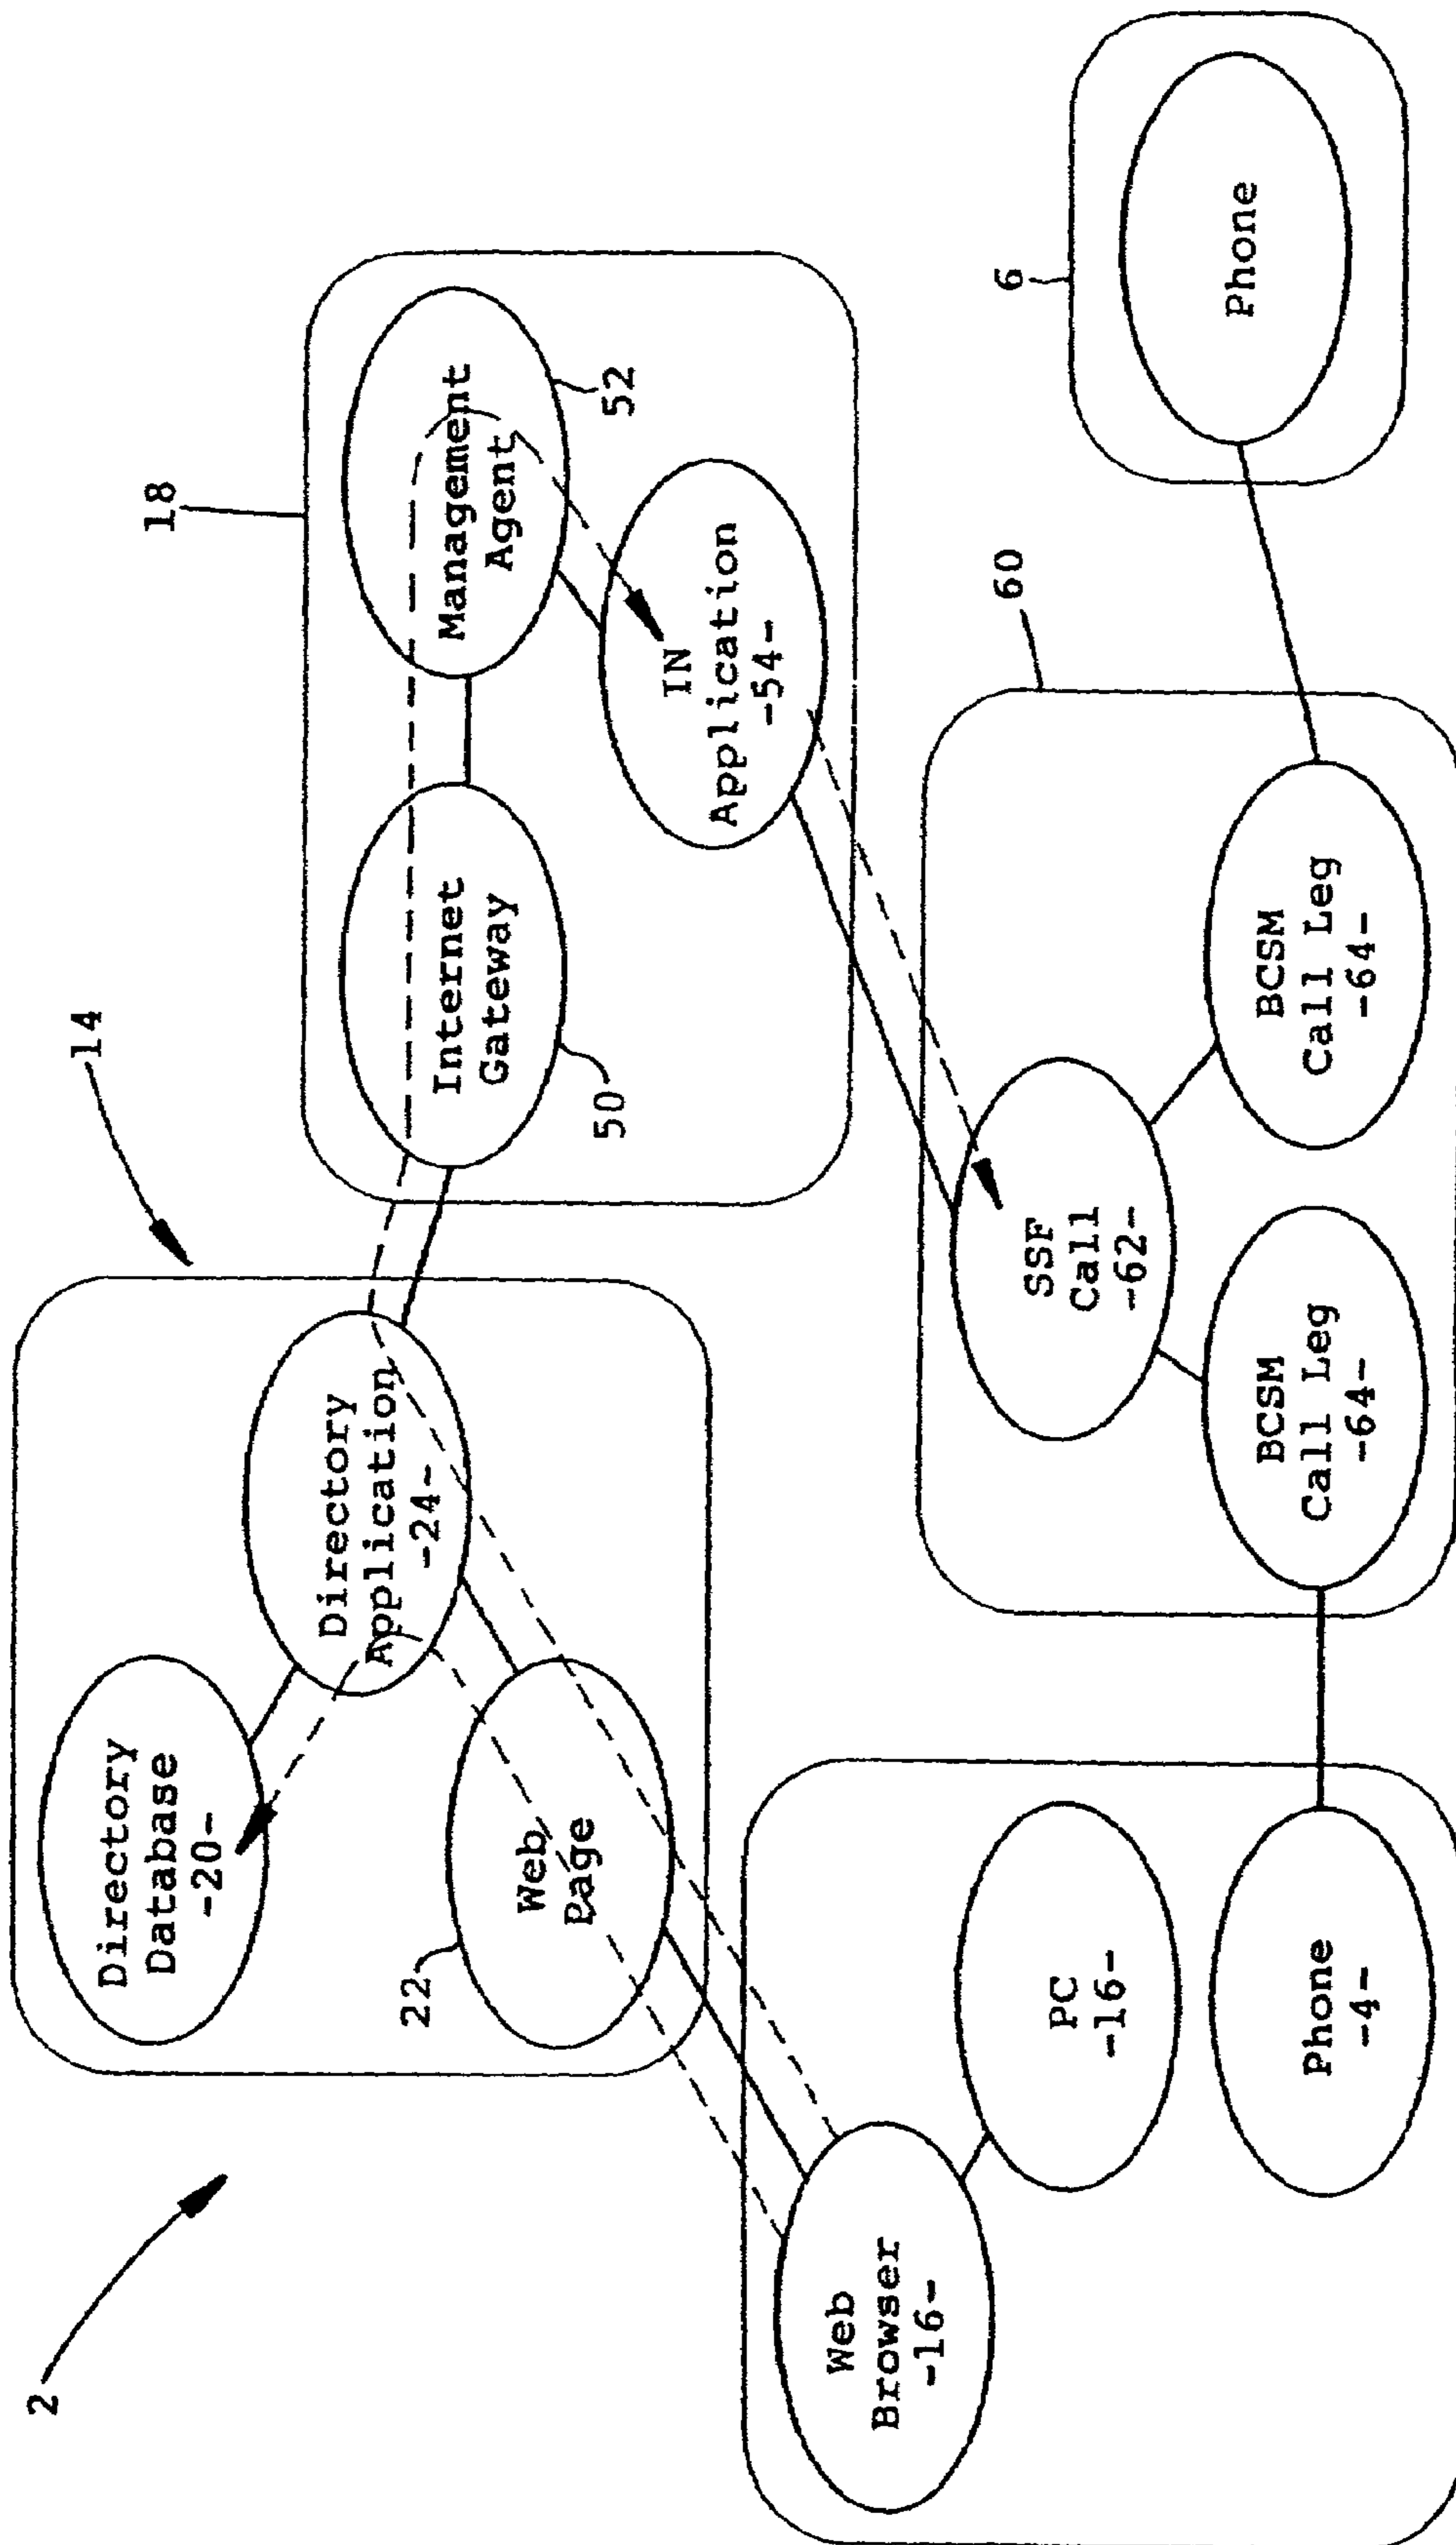 2
14
Directory
Database
-20-
Directory
Application
-24-
22
Web
Page
18
Internet
Gateway
50
Management
Agent
52
IN
Application
-54-
Web
Browser
-16-
PC
-16-
Phone
-4-
60
SSF
Call
-62-
BCSM
Call Leg
-64-
BCSM
Call Leg
-64-
6
Phone